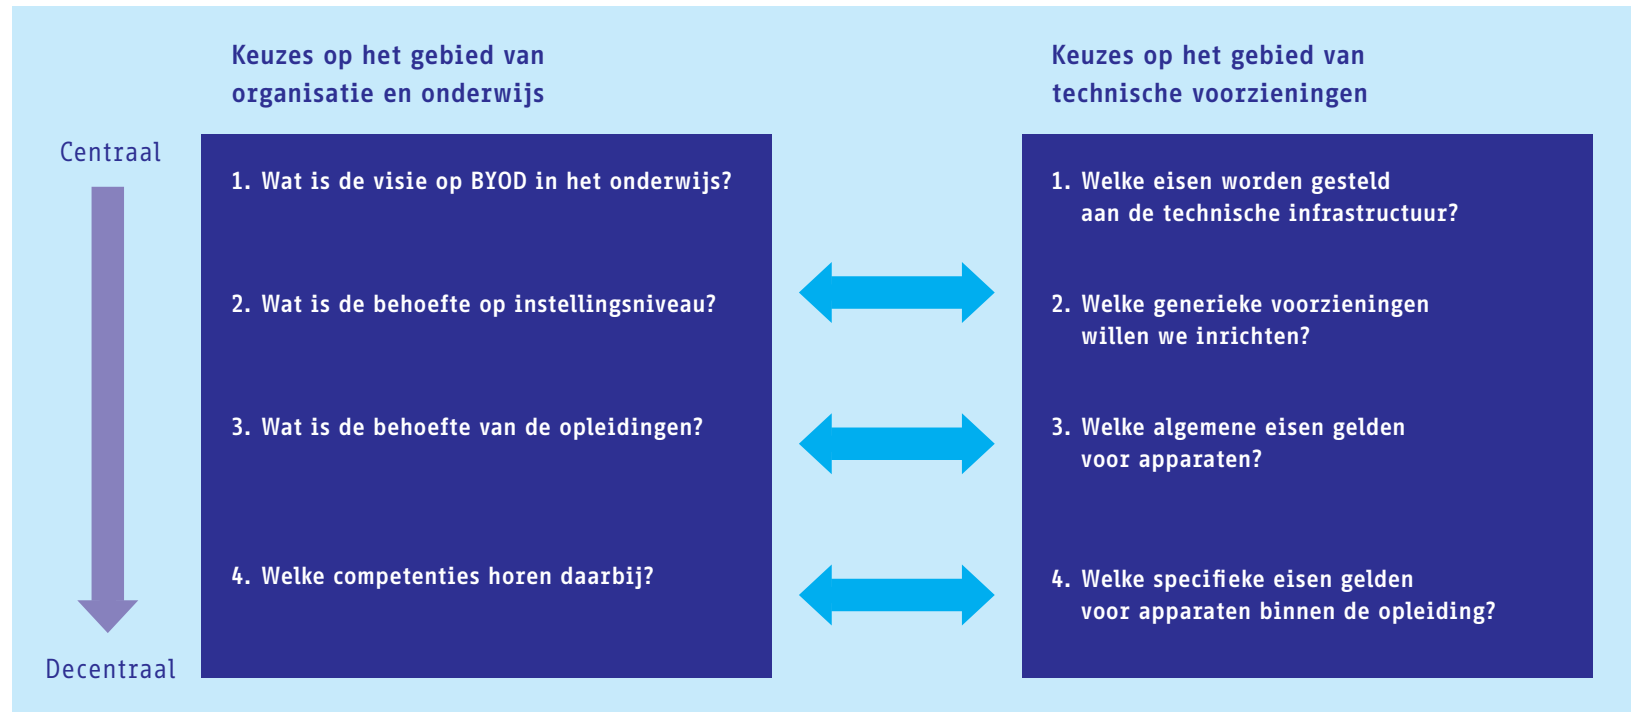 Keuzes op het gebied van
organisatie en onderwijs
Keuzes op het gebied van
technische voorzieningen
Centraal
1. Wat is de visie op BYOD in het onderwijs?
2. Wat is de behoefte op instellingsniveau?
3. Wat is de behoefte van de opleidingen?
4. Welke competenties horen daarbij?
Decentraal
1. Welke eisen worden gesteld
aan de technische infrastructuur?
2. Welke generieke voorzieningen
willen we inrichten?
3. Welke algemene eisen gelden
voor apparaten?
4. Welke specifieke eisen gelden
voor apparaten binnen de opleiding?